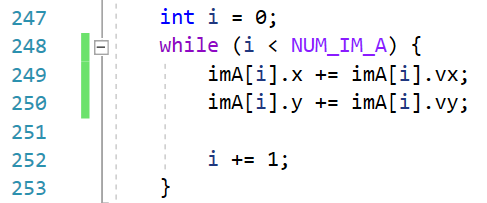 247 int i = 0;
248 while (i < NUM_IM_A) {
249 imA[i].x += imA[i].vx;
250 imA[i].y += imA[i].vy;
251
252 i += 1;
253 }